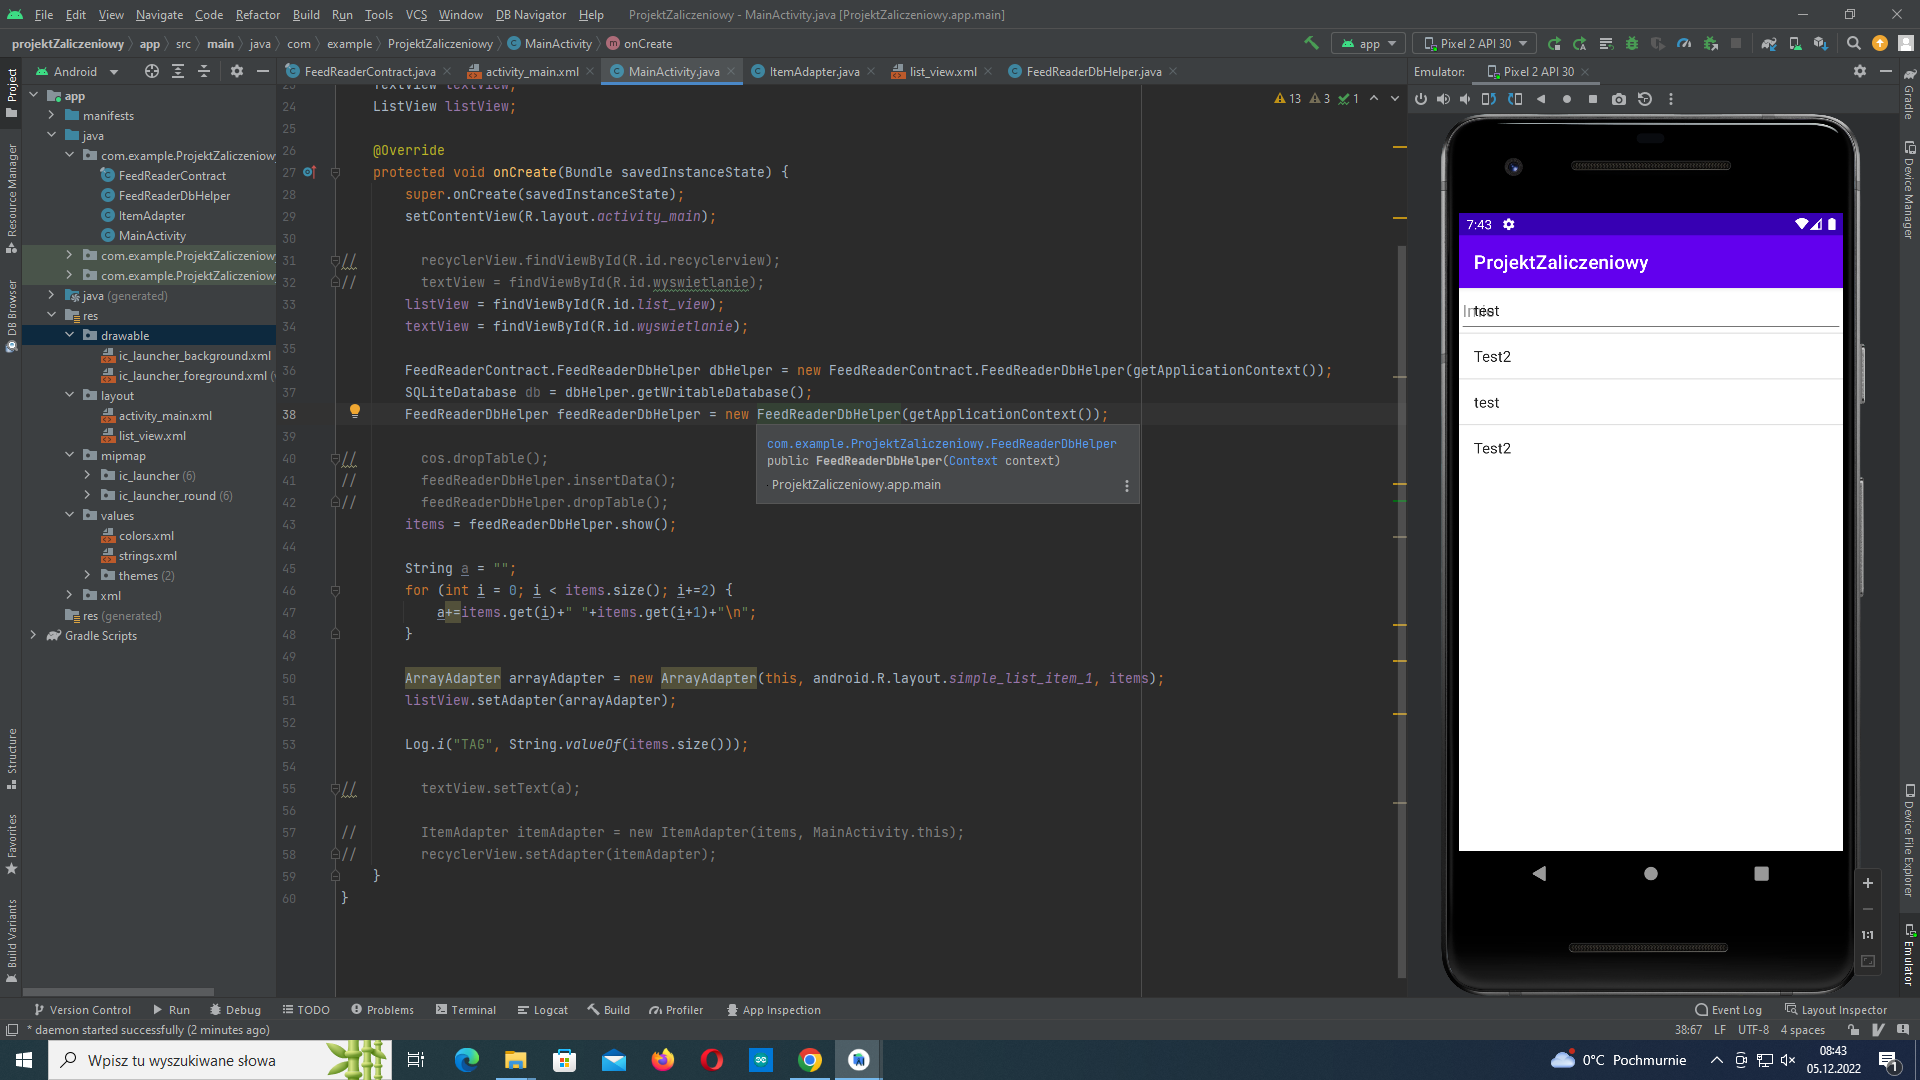 File Edit View Navigate Code Refactor Build Run Tools VCS Window DB Navigator Help ProjektZaliczeniowy - MainActivity.java [ProjektZaliczeniowy.app.main]
projektZaliczeniowy app src main java com example ProjektZaliczeniowy MainActivity onCreate app Pixel 2 API 30
Android
FeedReaderContract.java activity_main.xml MainActivity.java ItemAdapter.java list_view.xml FeedReaderDbHelper.java
Emulator: Pixel 2 API 30
Project
Resource Manager
DB Browser
Structure
Favorites
Build Variants
app
manifests
java
com.example.ProjektZaliczeniow
FeedReaderContract
FeedReaderDbHelper
ItemAdapter
MainActivity
com.example.ProjektZaliczeniow
com.example.ProjektZaliczeniow
java (generated)
res
drawable
ic_launcher_background.xml
ic_launcher_foreground.xml
layout
activity_main.xml
list_view.xml
mipmap
ic_launcher (6)
ic_launcher_round (6)
values
colors.xml
strings.xml
themes (2)
xml
res (generated)
Gradle Scripts
13 3 1
23 TextView textView;
24 ListView listView;
25
26 @Override
27 protected void onCreate(Bundle savedInstanceState) {
28 super.onCreate(savedInstanceState);
29 setContentView(R.layout.activity_main);
30
31 // recyclerView.findViewById(R.id.recyclerview);
32 // textView = findViewById(R.id.wyswietlanie);
33 listView = findViewById(R.id.list_view);
34 textView = findViewById(R.id.wyswietlanie);
35
36 FeedReaderContract.FeedReaderDbHelper dbHelper = new FeedReaderContract.FeedReaderDbHelper(getApplicationContext());
37 SQLiteDatabase db = dbHelper.getWritableDatabase();
38 FeedReaderDbHelper feedReaderDbHelper = new FeedReaderDbHelper(getApplicationContext());
39
40 // cos.dropTable();
41 // feedReaderDbHelper.insertData();
42 // feedReaderDbHelper.dropTable();
43 items = feedReaderDbHelper.show();
44
45 String a = "";
46 for (int i = 0; i < items.size(); i+=2) {
47 a+=items.get(i)+" "+items.get(i+1)+"\n";
48 }
49
50 ArrayAdapter arrayAdapter = new ArrayAdapter(this, android.R.layout.simple_list_item_1, items);
51 listView.setAdapter(arrayAdapter);
52
53 Log.i("TAG", String.valueOf(items.size()));
54
55 // textView.setText(a);
56
57 // ItemAdapter itemAdapter = new ItemAdapter(items, MainActivity.this);
58 // recyclerView.setAdapter(itemAdapter);
59 }
60 }
com.example.ProjektZaliczeniowy.FeedReaderDbHelper
public FeedReaderDbHelper(Context context)
ProjektZaliczeniowy.app.main
7:43
ProjektZaliczeniowy
test
Test2
test
Test2
1:1
Gradle
Device Manager
Device File Explorer
Emulator
Version Control Run Debug TODO Problems Terminal Logcat Build Profiler App Inspection Event Log Layout Inspector
* daemon started successfully (2 minutes ago) 38:67 LF UTF-8 4 spaces
Wpisz tu wyszukiwane słowa
0°C Pochmurnie
08:43
05.12.2022
1